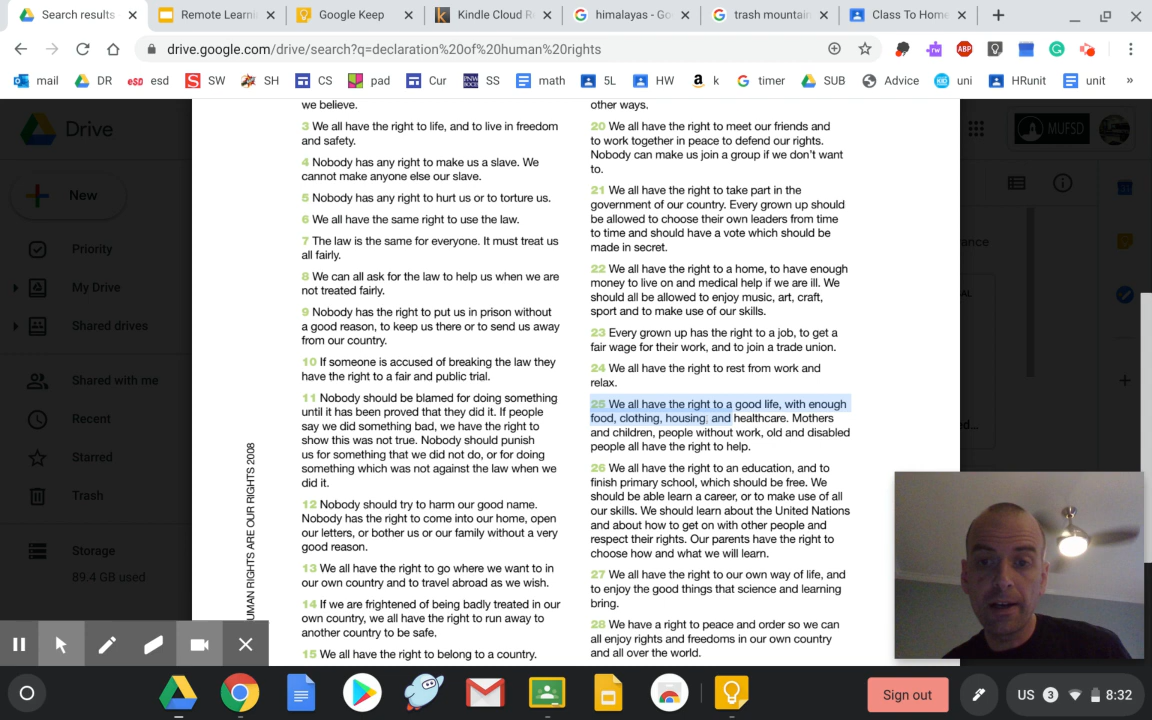 Search results
Remote Learni
Google Keep
Kindle Cloud R
himalayas - Go
trash mountain
Class To Home
drive.google.com/drive/search?q=declaration%20of%20human%20rights
ABP
mail
DR
esd esd
S SW
SH
CS
pad
Cur
SS
math
5L
HW
a k
G timer
SUB
Advice
uni
HRunit
unit
»
Drive
MUFSD
New
Priority
My Drive
Shared drives
Shared with me
Recent
Starred
Trash
Storage
89.4 GB used
UMAN RIGHTS ARE OUR RIGHTS 2008
we believe.
3 We all have the right to life, and to live in freedom
and safety.
4 Nobody has any right to make us a slave. We
cannot make anyone else our slave.
5 Nobody has any right to hurt us or to torture us.
6 We all have the same right to use the law.
7 The law is the same for everyone. It must treat us
all fairly.
8 We can all ask for the law to help us when we are
not treated fairly.
9 Nobody has the right to put us in prison without
a good reason, to keep us there or to send us away
from our country.
10 If someone is accused of breaking the law they
have the right to a fair and public trial.
11 Nobody should be blamed for doing something
until it has been proved that they did it. If people
say we did something bad, we have the right to
show this was not true. Nobody should punish
us for something that we did not do, or for doing
something which was not against the law when we
did it.
12 Nobody should try to harm our good name.
Nobody has the right to come into our home, open
our letters, or bother us or our family without a very
good reason.
13 We all have the right to go where we want to in
our own country and to travel abroad as we wish.
14 If we are frightened of being badly treated in our
own country, we all have the right to run away to
another country to be safe.
15 We all have the right to belong to a country.
other ways.
20 We all have the right to meet our friends and
to work together in peace to defend our rights.
Nobody can make us join a group if we don't want
to.
21 We all have the right to take part in the
government of our country. Every grown up should
be allowed to choose their own leaders from time
to time and should have a vote which should be
made in secret.
22 We all have the right to a home, to have enough
money to live on and medical help if we are ill. We
should all be allowed to enjoy music, art, craft,
sport and to make use of our skills.
23 Every grown up has the right to a job, to get a
fair wage for their work, and to join a trade union.
24 We all have the right to rest from work and
relax.
25 We all have the right to a good life, with enough
food, clothing, housing, and healthcare. Mothers
and children, people without work, old and disabled
people all have the right to help.
26 We all have the right to an education, and to
finish primary school, which should be free. We
should be able learn a career, or to make use of all
our skills. We should learn about the United Nations
and about how to get on with other people and
respect their rights. Our parents have the right to
choose how and what we will learn.
27 We all have the right to our own way of life, and
to enjoy the good things that science and learning
bring.
28 We have a right to peace and order so we can
all enjoy rights and freedoms in our own country
and all over the world.
Sign out
US
3
8:32